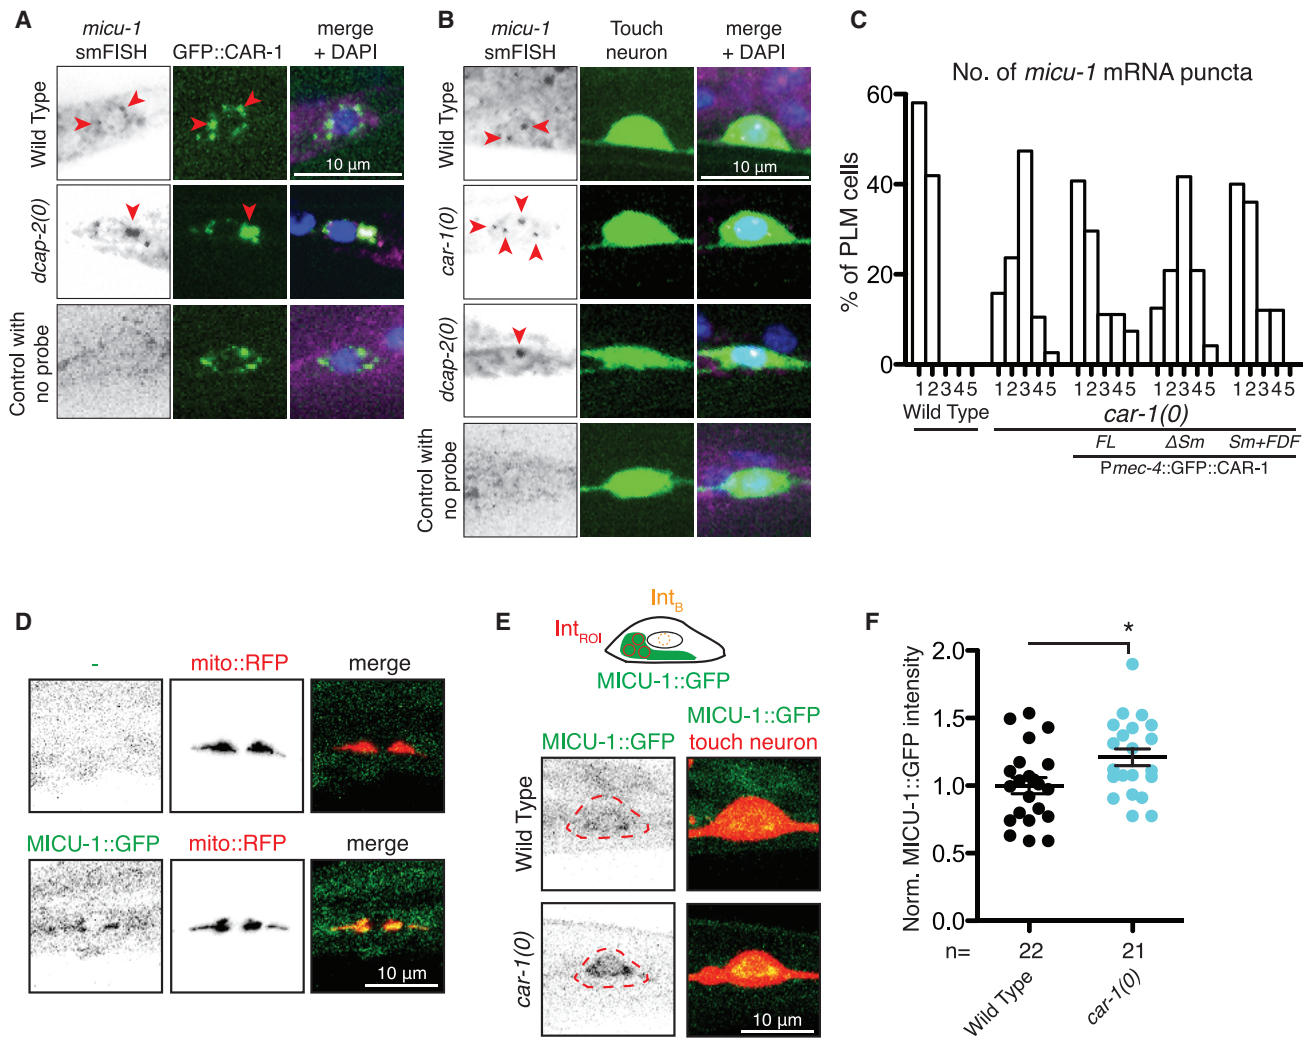 A
micu-1
smFISH
GFP::CAR-1
merge
+ DAPI
Wild Type
10 µm
dcap-2(0)
Control with
no probe
B
micu-1
smFISH
Touch
neuron
merge
+ DAPI
Wild Type
10 µm
car-1(0)
dcap-2(0)
Control with
no probe
C
No. of micu-1 mRNA puncta
% of PLM cells
60
40
20
0
12345 12345 12345 12345 12345
Wild Type
car-1(0)
FL ΔSm Sm+FDF
Pmec-4::GFP::CAR-1
D
- mito::RFP merge
MICU-1::GFP mito::RFP merge
10 µm
E
IntB
IntROI
MICU-1::GFP
MICU-1::GFP
MICU-1::GFP
touch neuron
Wild Type
car-1(0)
10 µm
F
*
Norm. MICU-1::GFP intensity
2.0
1.5
1.0
0.5
0.0
n= 22 21
Wild Type
car-1(0)